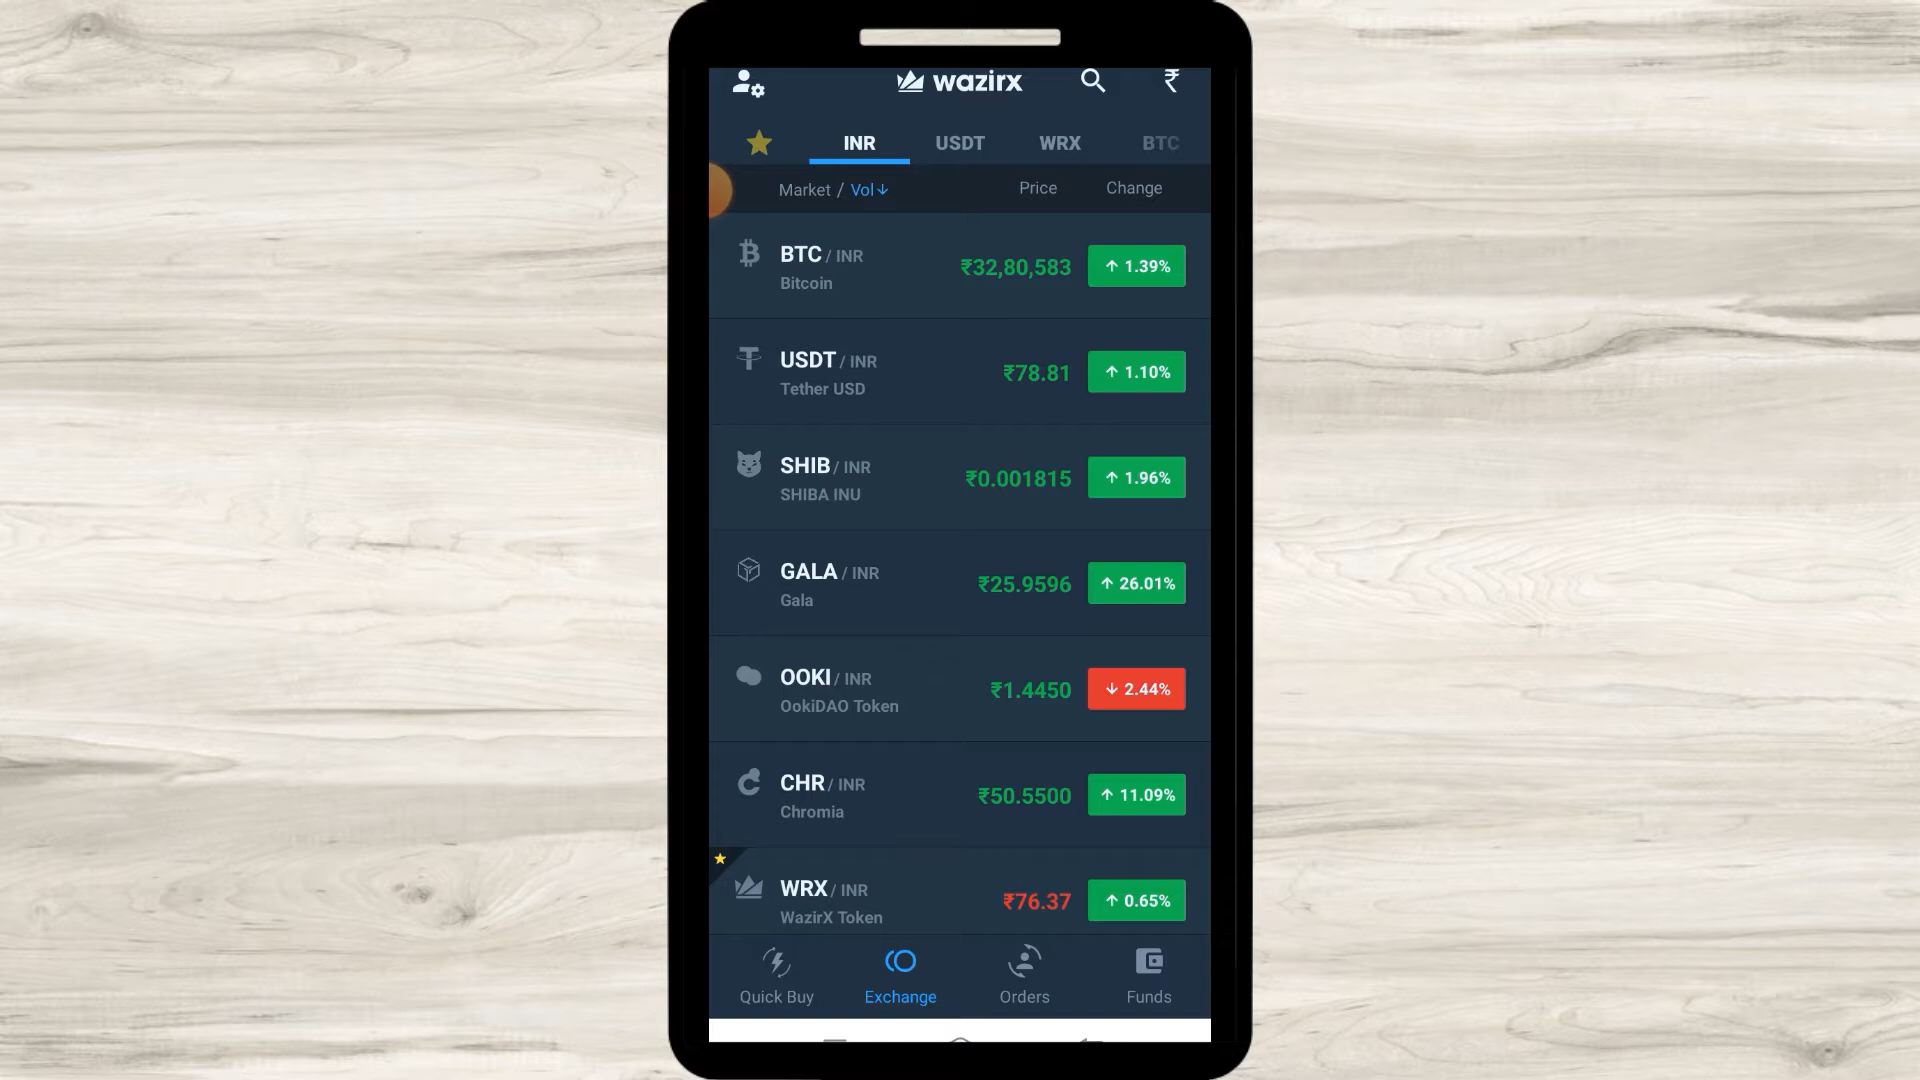 wazirx ₹
INR USDT WRX BTC
Market / Vol↓ Price Change
BTC / INR ₹32,80,583 ↑ 1.39%
Bitcoin
USDT / INR ₹78.81 ↑ 1.10%
Tether USD
SHIB / INR ₹0.001815 ↑ 1.96%
SHIBA INU
GALA / INR ₹25.9596 ↑ 26.01%
Gala
OOKI / INR ₹1.4450 ↓ 2.44%
OokiDAO Token
CHR / INR ₹50.5500 ↑ 11.09%
Chromia
WRX / INR ₹76.37 ↑ 0.65%
WazirX Token
Quick Buy Exchange Orders Funds